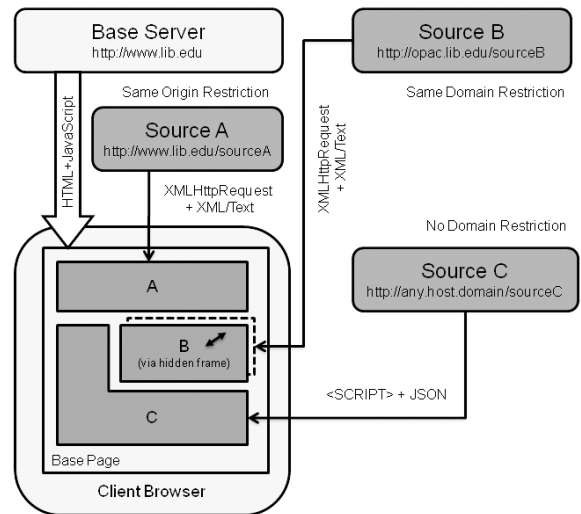 Base Server
http://www.lib.edu
Source B
http://opac.lib.edu/sourceB
Same Origin Restriction
Same Domain Restriction
HTML+JavaScript
Source A
http://www.lib.edu/sourceA
XMLHttpRequest
+ XML/Text
XMLHttpRequest
+ XML/Text
No Domain Restriction
Source C
http://any.host.domain/sourceC
A
B
(via hidden frame)
C
<SCRIPT> + JSON
Base Page
Client Browser